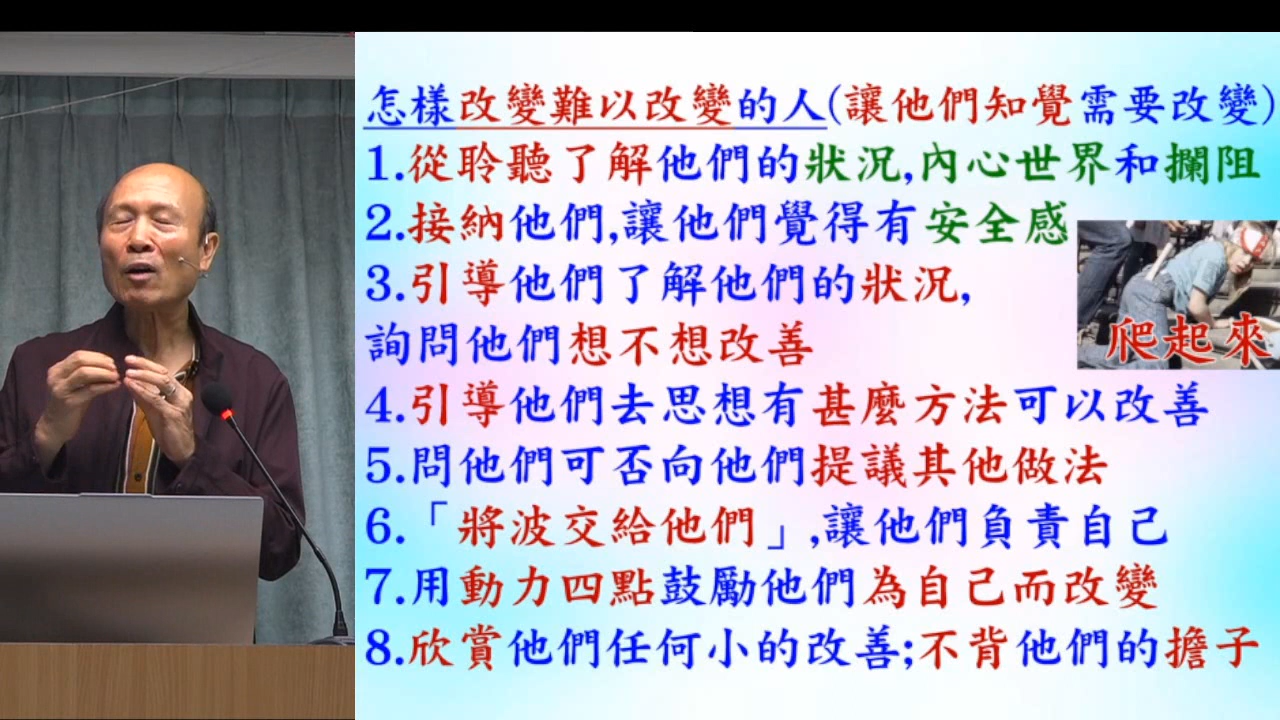 怎樣改變難以改變的人(讓他們知覺需要改變)
1.從聆聽了解他們的狀況,內心世界和攔阻
2.接納他們,讓他們覺得有安全感
3.引導他們了解他們的狀況,
詢問他們想不想改善
爬起來
4.引導他們去思想有甚麼方法可以改善
5.問他們可否向他們提議其他做法
6.「將波交給他們」,讓他們負責自己
7.用動力四點鼓勵他們為自己而改變
8.欣賞他們任何小的改善;不背他們的擔子